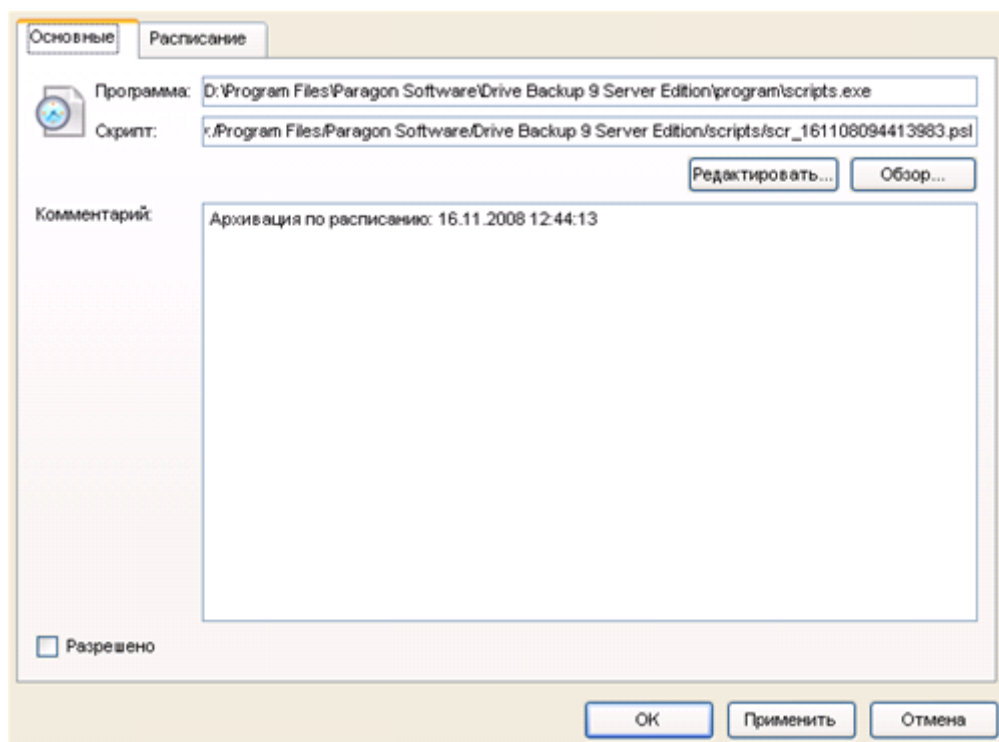 Основные Расписание
Программа: D:\Program Files\Paragon Software\Drive Backup 9 Server Edition\program\scripts.exe
Скрипт: :/Program Files/Paragon Software/Drive Backup 9 Server Edition/scripts/scr_161108094413983.psl
Редактировать... Обзор...
Комментарий: Архивация по расписанию: 16.11.2008 12:44:13
Разрешено
OK Применить Отмена